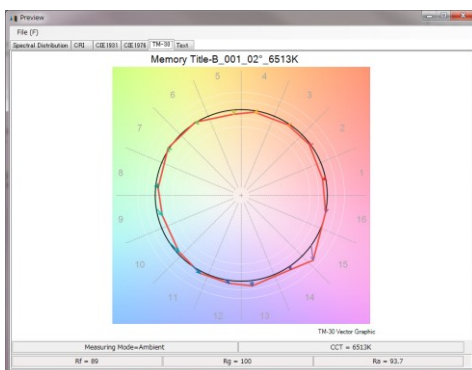 Preview
File (F)
Spectral Distribution CRI CIE1931 CIE1976 TM-30 Text
Memory Title-B_001_02°_6513K
5 4
6 3
7 2
8 1
9 16
10 15
11 14
12 13
TM-30 Vector Graphic
Measuring Mode=Ambient CCT = 6513K
Rf = 89 Rg = 100 Ra = 93.7